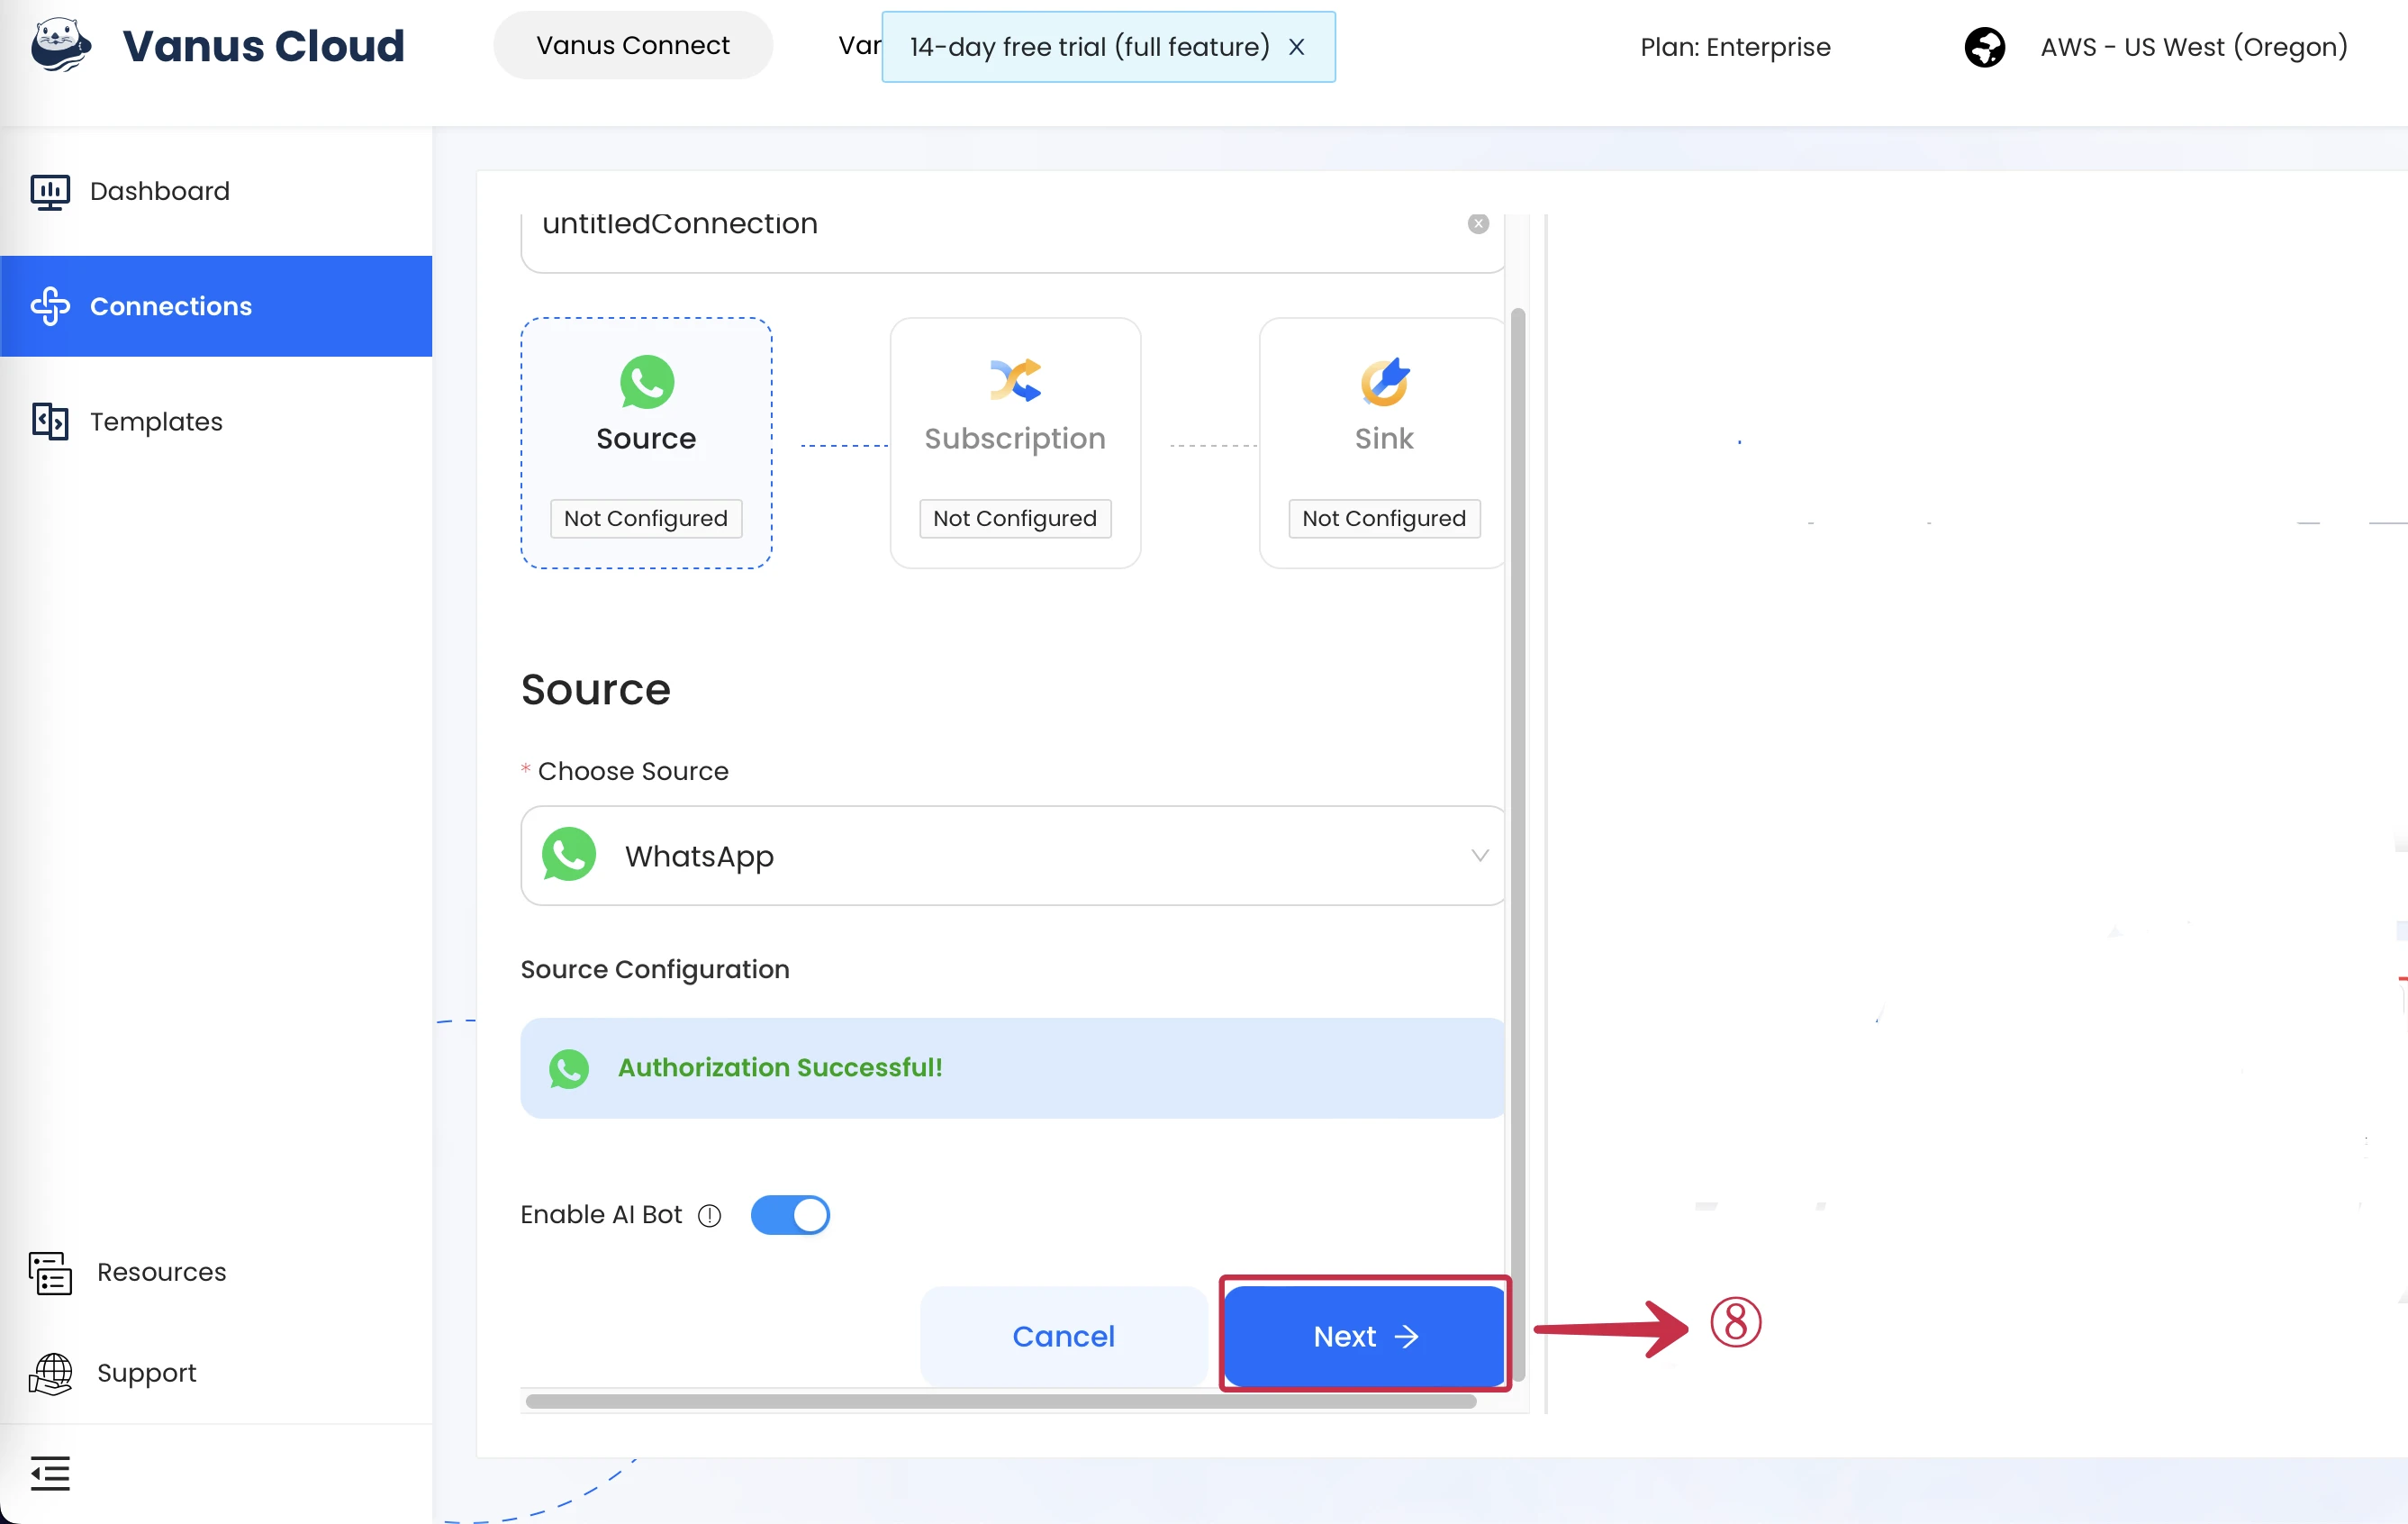 Vanus Cloud
Vanus Connect
Var
14-day free trial (full feature) X
Plan: Enterprise
AWS - US West (Oregon)
Dashboard
Connections
Templates
Resources
Support
untitledConnection
Source
Not Configured
Subscription
Not Configured
Sink
Not Configured
Source
* Choose Source
WhatsApp
Source Configuration
Authorization Successful!
Enable AI Bot
Cancel
Next →
⑧